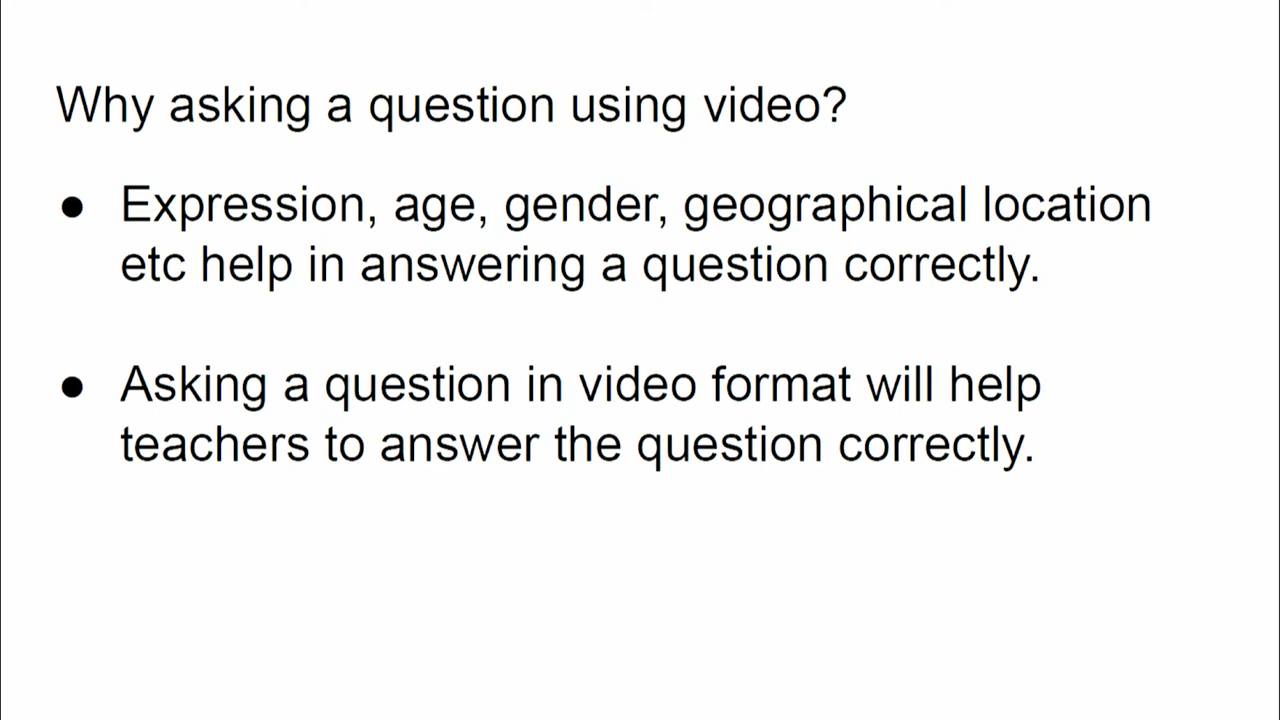 Why asking a question using video?
● Expression, age, gender, geographical location
etc help in answering a question correctly.
● Asking a question in video format will help
teachers to answer the question correctly.